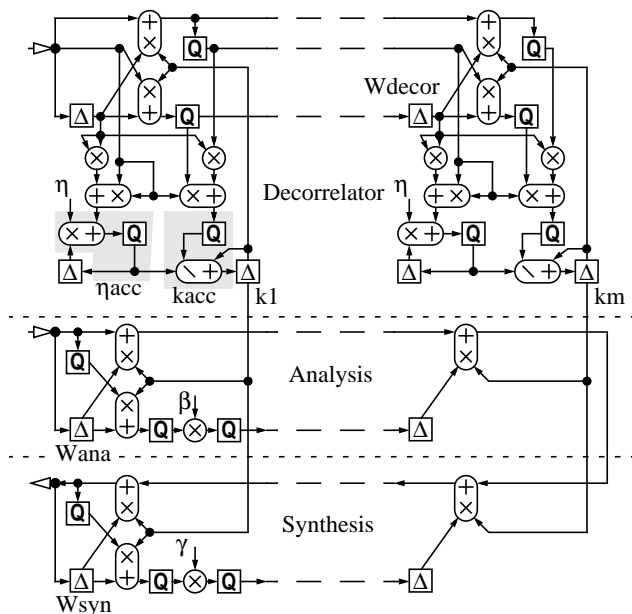 + +
× Q × Q
× Wdecor ×
+ +
Δ Q Δ Q
× × × ×
η + × × + Decorrelator η + × × +
× + Q Q × + Q Q
Δ ηacc kacc \ + Δ k1 Δ \ + Δ km
+ +
× ×
Q Analysis
×
+
β
Δ Q × Q Δ
Wana
+ +
× ×
Q Synthesis
×
+
γ
Δ Q × Q Δ
Wsyn